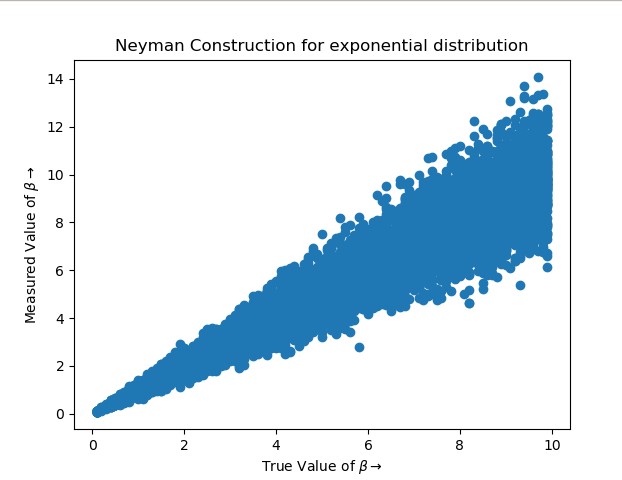 Neyman Construction for exponential distribution
14
12
10
8
6
4
2
0
Measured Value of β→
0 2 4 6 8 10
True Value of β→